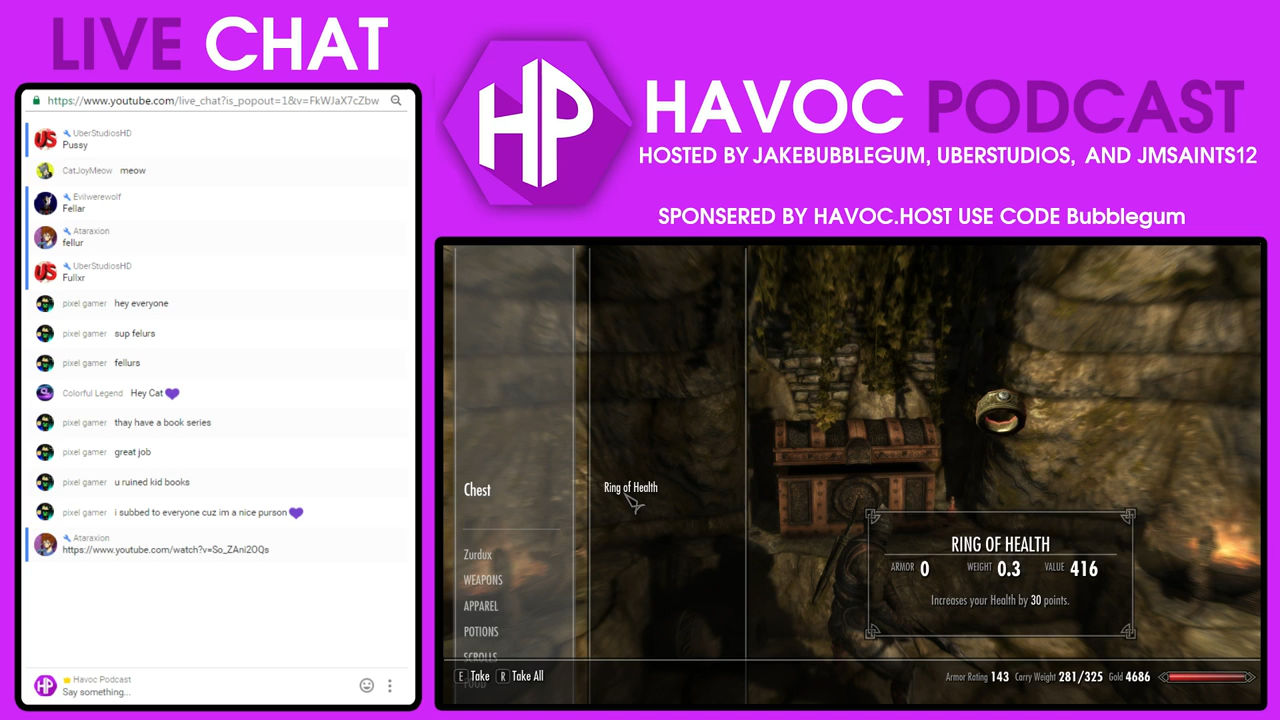 LIVE CHAT
https://www.youtube.com/live_chat?is_popout=1&v=FkWJaX7cZbw
UberStudiosHD
Pussy
CatJoyMeow meow
Evilwerewolf
Fellar
Ataraxion
fellur
UberStudiosHD
Fullxr
pixel gamer hey everyone
pixel gamer sup felurs
pixel gamer fellurs
Colorful Legend Hey Cat💜
pixel gamer thay have a book series
pixel gamer great job
pixel gamer u ruined kid books
pixel gamer i subbed to everyone cuz im a nice purson💜
Ataraxion
https://www.youtube.com/watch?v=So_ZAni2OQs
HP Havoc Podcast
Say something...
HP
HAVOC PODCAST
HOSTED BY JAKEBUBBLEGUM, UBERSTUDIOS, AND JMSAINTS12
SPONSERED BY HAVOC.HOST USE CODE Bubblegum
Chest
Zurdux
WEAPONS
APPAREL
POTIONS
SCROLLS
FOOD
Ring of Health
RING OF HEALTH
ARMOR 0 WEIGHT 0.3 VALUE 416
Increases your Health by 30 points.
E Take R Take All
Armor Rating 143 Carry Weight 281/325 Gold 4686